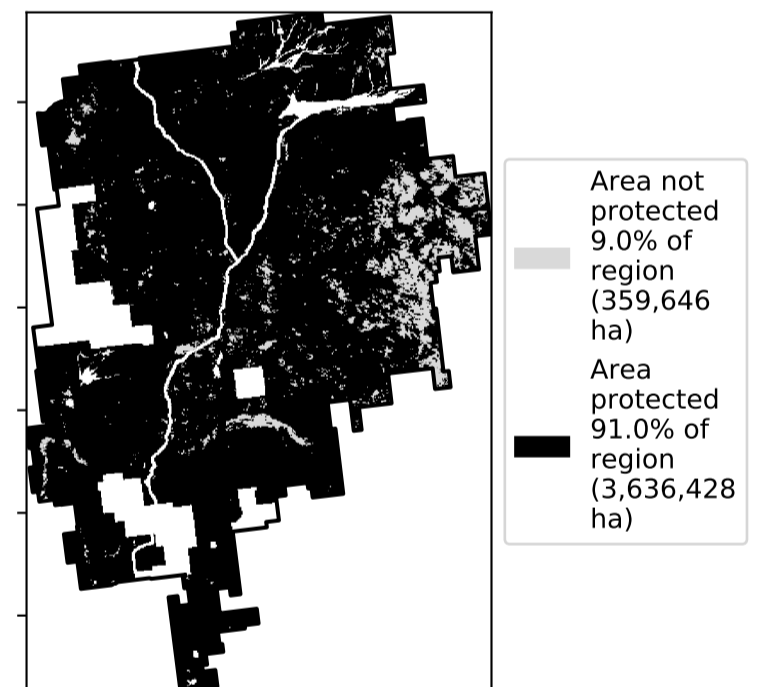 Area not
protected
9.0% of
region
(359,646
ha)
Area
protected
91.0% of
region
(3,636,428
ha)